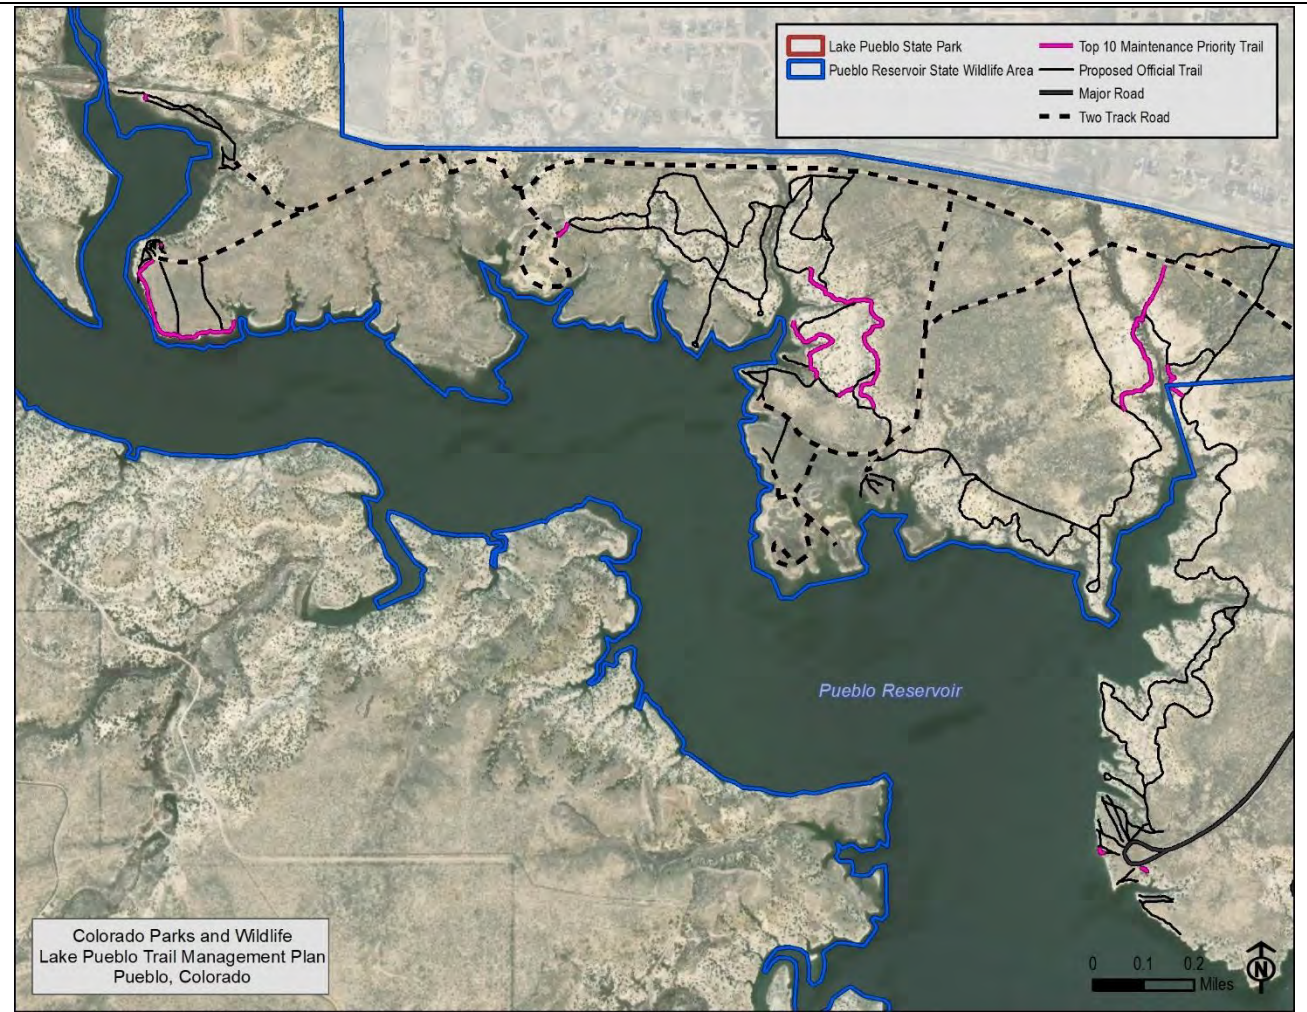 Lake Pueblo State Park
Pueblo Reservoir State Wildlife Area
Top 10 Maintenance Priority Trail
Proposed Official Trail
Major Road
Two Track Road
Pueblo Reservoir
Colorado Parks and Wildlife
Lake Pueblo Trail Management Plan
Pueblo, Colorado
0 0.1 0.2
Miles
N